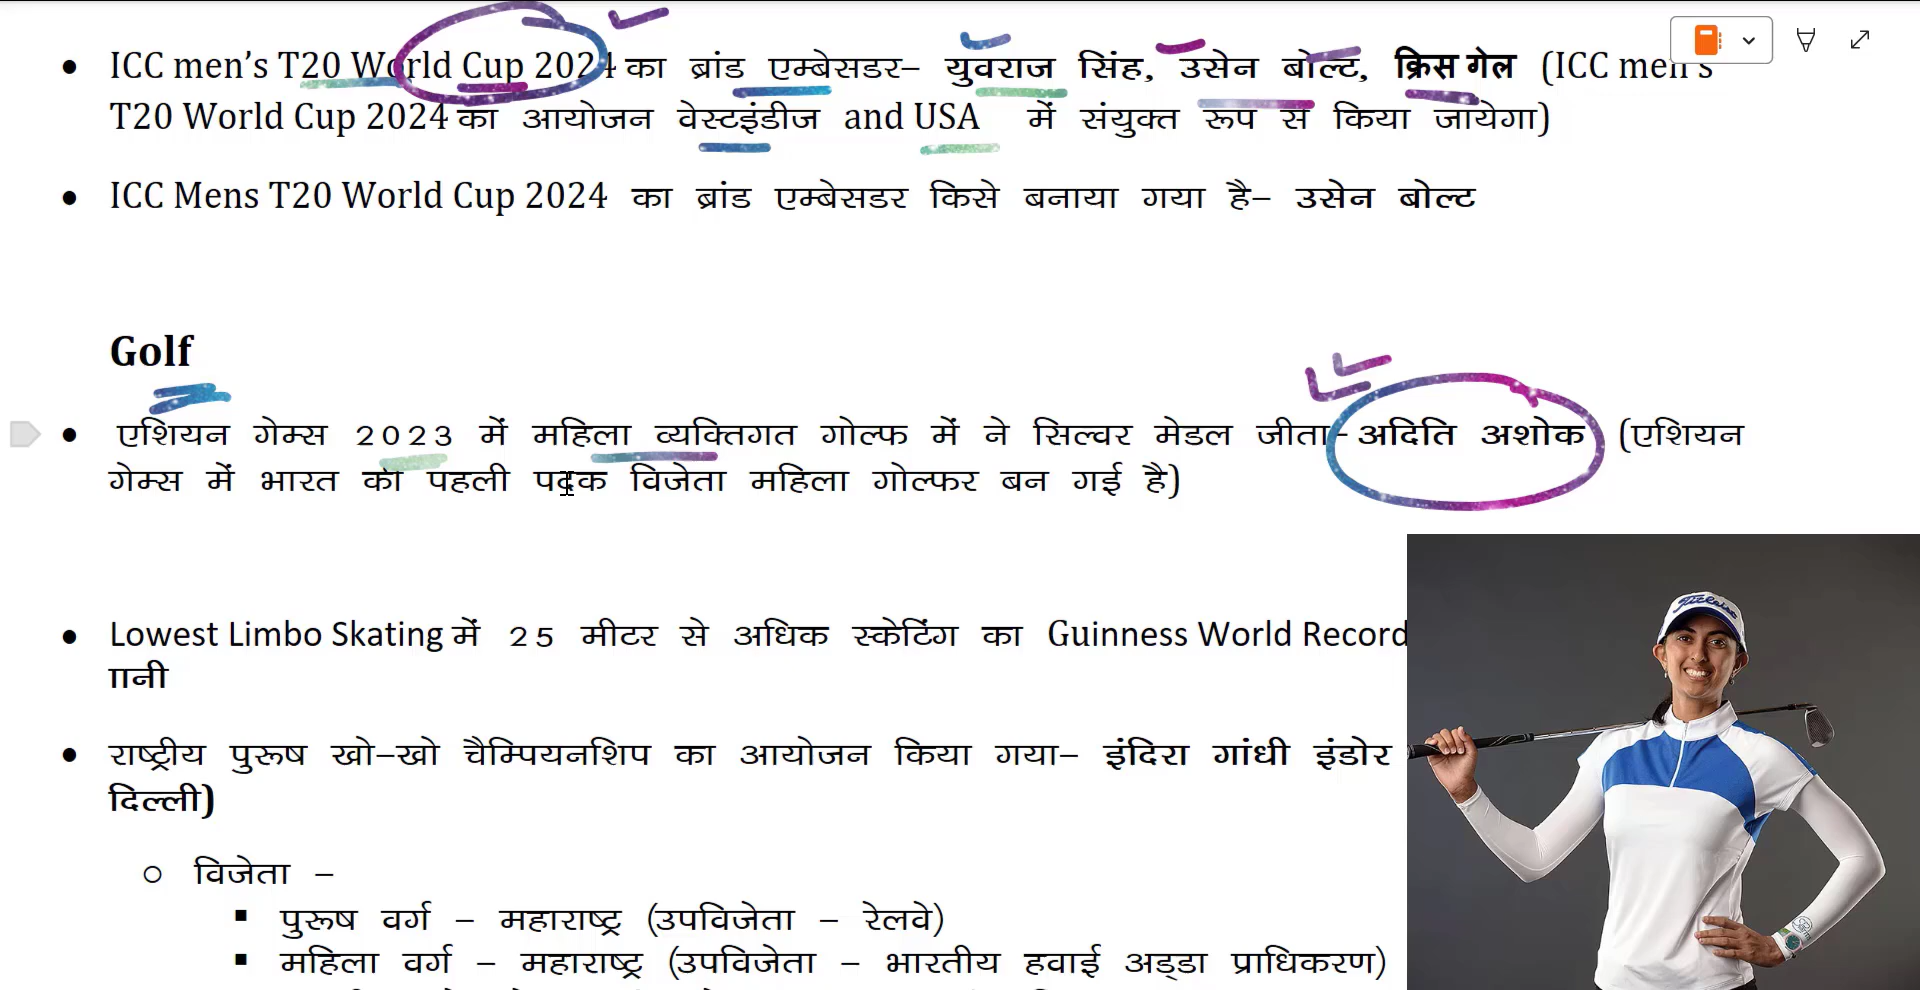 ICC men’s T20 World Cup 2024 का ब्रांड एम्बेसडर– युवराज सिंह, उसेन बोल्ट, क्रिस गेल (ICC men's
T20 World Cup 2024 का आयोजन वेस्टइंडीज and USA में संयुक्त रूप से किया जायेगा)
ICC Mens T20 World Cup 2024 का ब्रांड एम्बेसडर किसे बनाया गया है– उसेन बोल्ट
Golf
एशियन गेम्स 2023 में महिला व्यक्तिगत गोल्फ में ने सिल्वर मेडल जीता– अदिति अशोक (एशियन
गेम्स में भारत की पहली पदक विजेता महिला गोल्फर बन गई है)
Lowest Limbo Skating में 25 मीटर से अधिक स्केटिंग का Guinness World Record
गनी
राष्ट्रीय पुरूष खो–खो चैम्पियनशिप का आयोजन किया गया– इंदिरा गांधी इंडोर
दिल्ली)
विजेता –
पुरूष वर्ग – महाराष्ट्र (उपविजेता – रेलवे)
महिला वर्ग – महाराष्ट्र (उपविजेता – भारतीय हवाई अड्डा प्राधिकरण)
Titleist